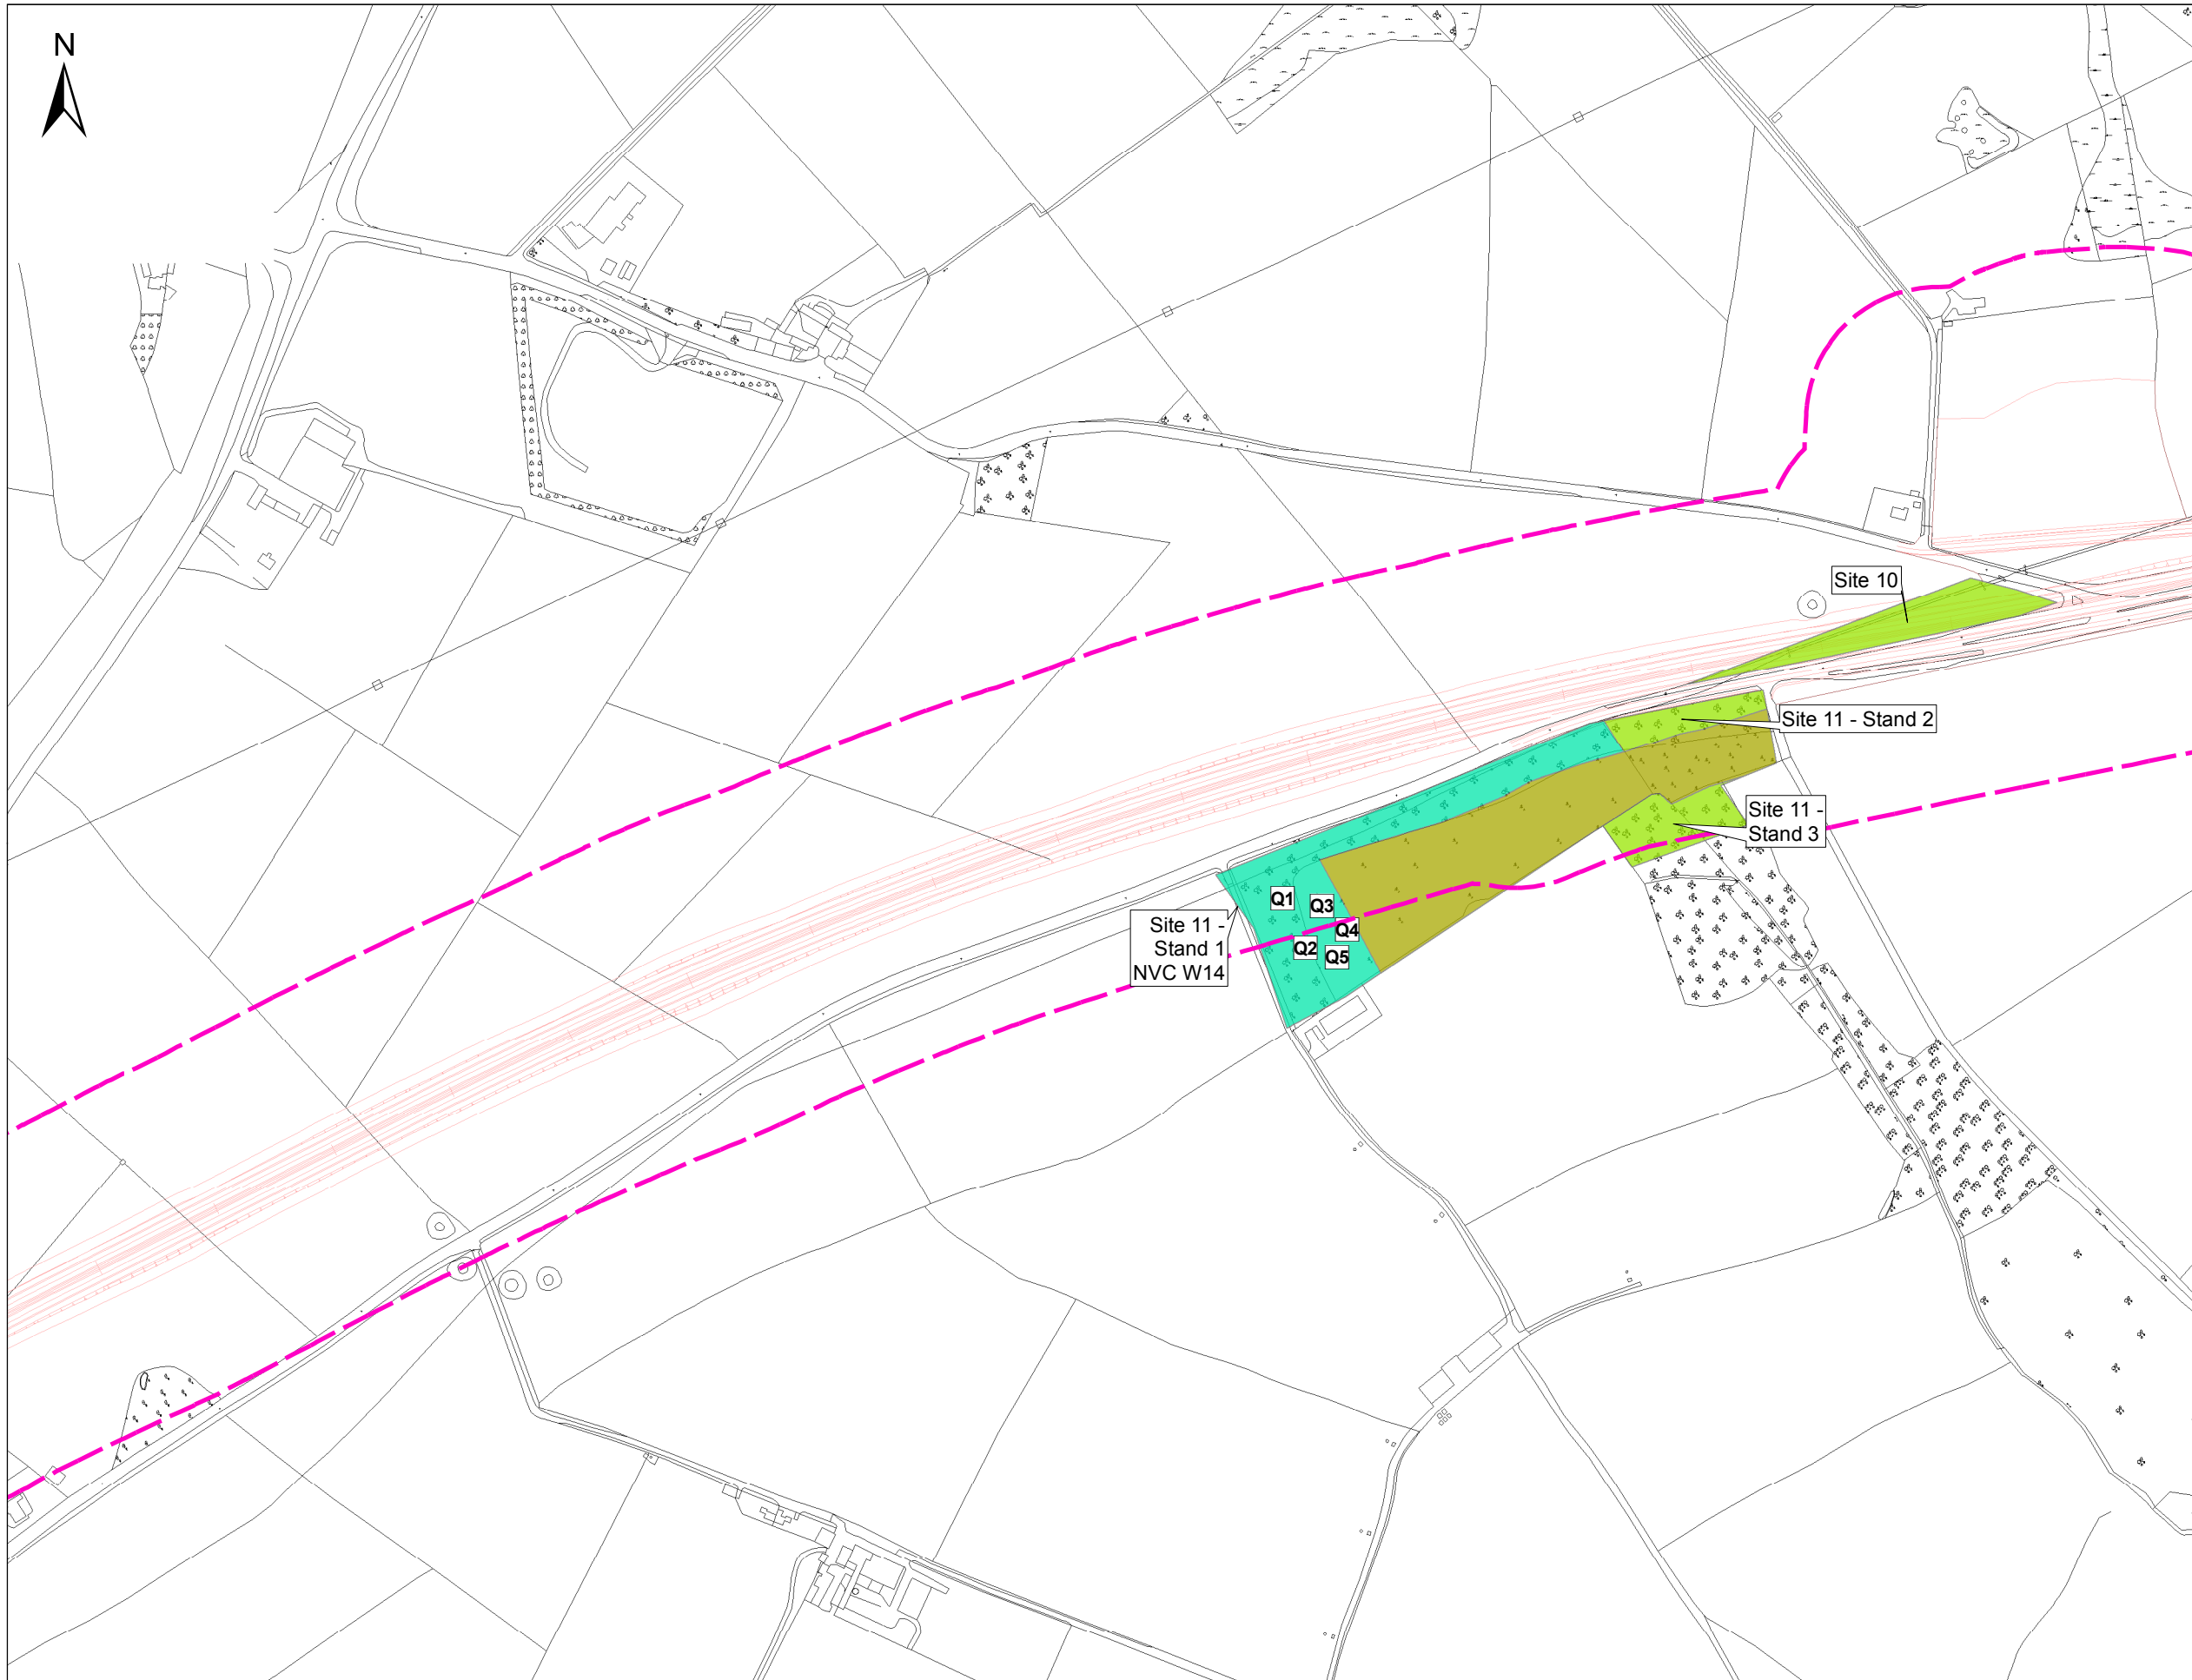 N
Site 10
Site 11 - Stand 2
Site 11 -
Stand 3
Q1
Q3
Q4
Q2
Q5
Site 11 -
Stand 1
NVC W14